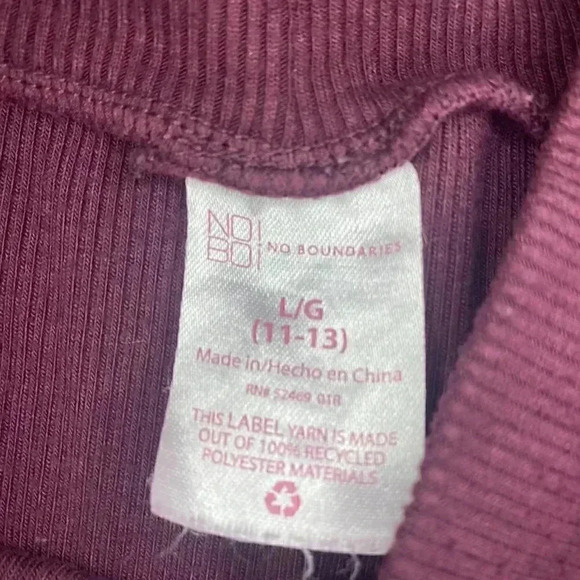 NO
BO
NO BOUNDARIES
L/G
(11-13)
Made in/Hecho en China
RN# 52469 018
THIS LABEL YARN IS MADE
OUT OF 100% RECYCLED
POLYESTER MATERIALS